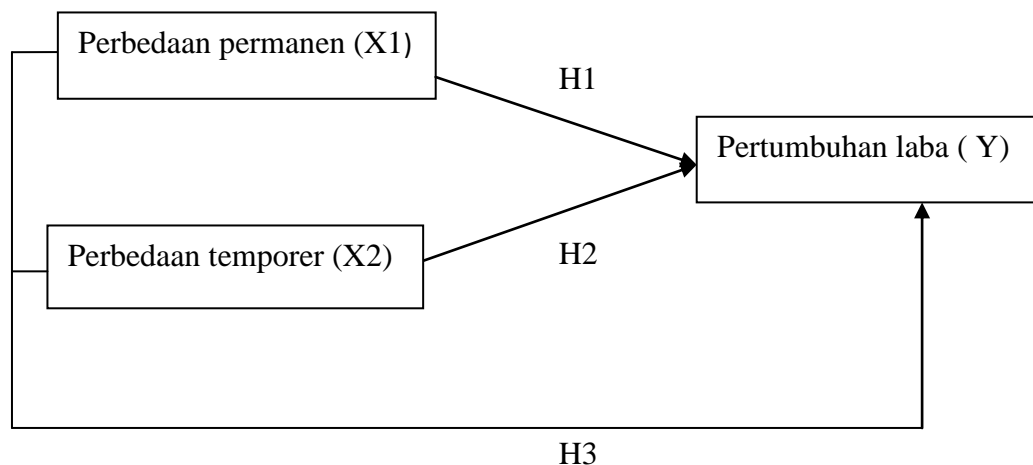 Perbedaan permanen (X1)
H1
Pertumbuhan laba ( Y)
Perbedaan temporer (X2)
H2
H3